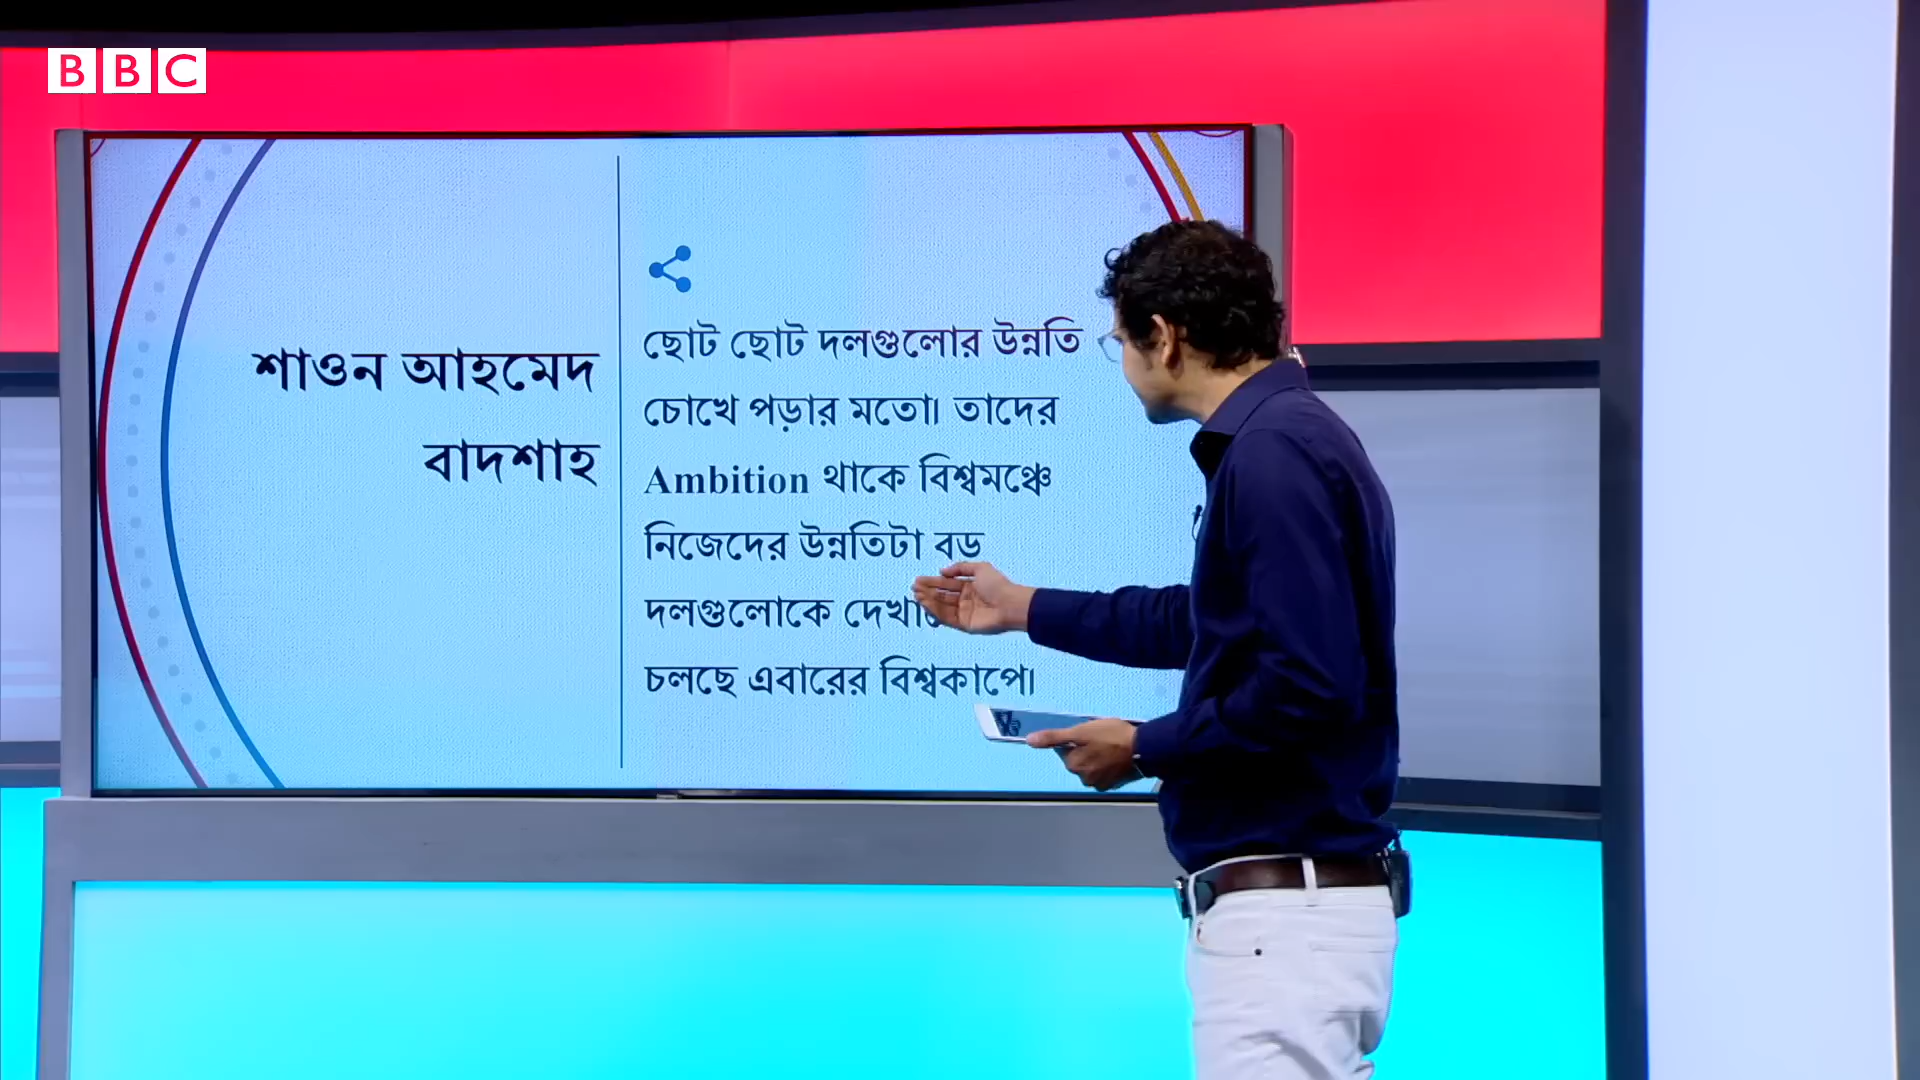 BBC
শাওন আহমেদ
বাদশাহ
ছোট ছোট দলগুলোর উন্নতি
চোখে পড়ার মতো। তাদের
Ambition থাকে বিশ্বমঞ্চে
নিজেদের উন্নতিটা বড়
দলগুলোকে
চলছে এবারের বিশ্বকাপে।